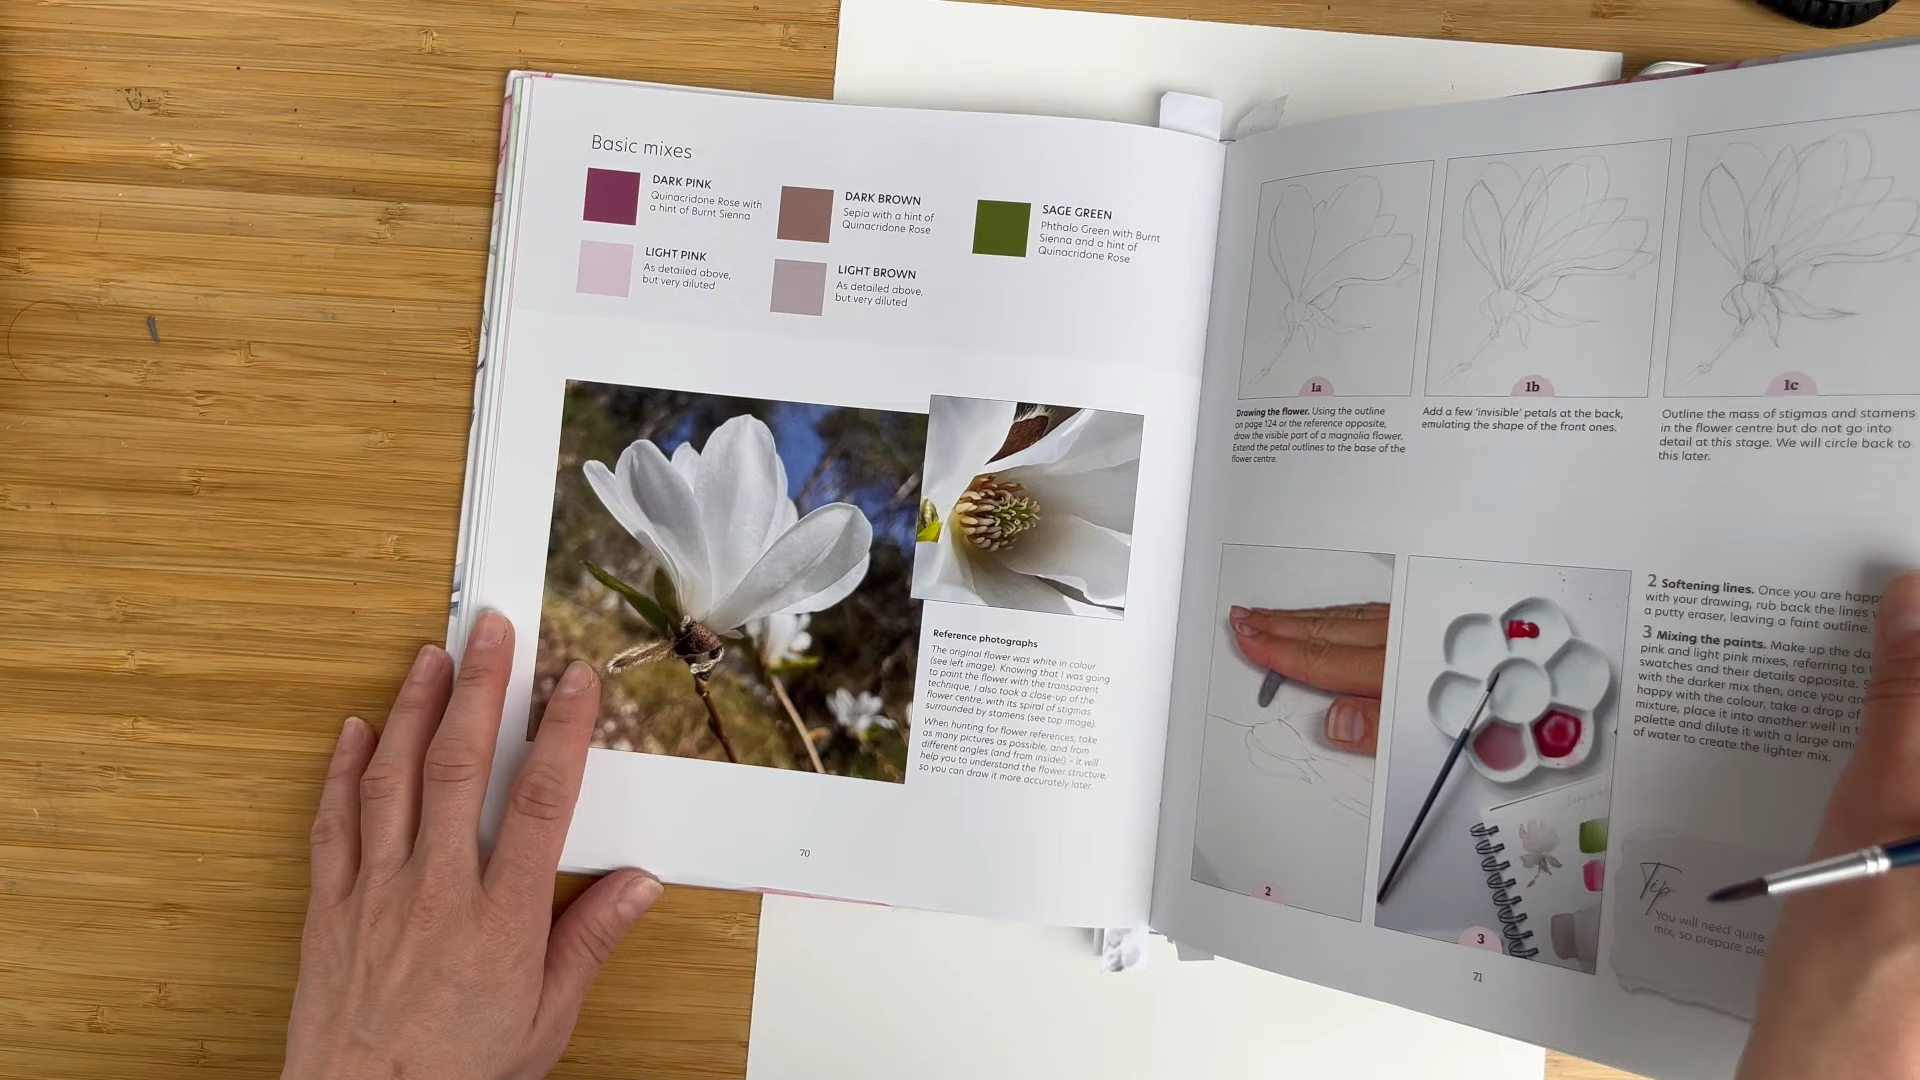 Basic mixes
DARK PINK
Quinacridone Rose with
a hint of Burnt Sienna
LIGHT PINK
As detailed above,
but very diluted
DARK BROWN
Sepia with a hint of
Quinacridone Rose
LIGHT BROWN
As detailed above,
but very diluted
SAGE GREEN
Phthalo Green with Burnt
Sienna and a hint of
Quinacridone Rose
Reference photographs
The original flower was white in colour
(see left image). Knowing that I was going
to paint the flower with the transparent
technique, I also took a close-up of the
flower centre, with its spiral of stigmas
surrounded by stamens (see top image).
When hunting for flower references, take
as many pictures as possible, and from
different angles (and from inside!) – it will
help you to understand the flower structure,
so you can draw it more accurately later.
70
1a
Drawing the flower. Using the outline
on page 124 or the reference opposite,
draw the visible part of a magnolia flower.
Extend the petal outlines to the base of the
flower centre.
1b
Add a few 'invisible' petals at the back,
emulating the shape of the front ones.
1c
Outline the mass of stigmas and stamens
in the flower centre but do not go into
detail at this stage. We will circle back to
this later.
2
3
2 Softening lines. Once you are
with your drawing, rub back the lines
a putty eraser, leaving a faint outline.
3 Mixing the paints. Make up the
pink and light pink mixes, referring to
swatches and their details opposite.
with the darker mix then, once you are
happy with the colour, take a drop of
mixture, place it into another well in
palette and dilute it with a large
of water to create the lighter mix.
Tip
You will need quite
mix, so prepare
71